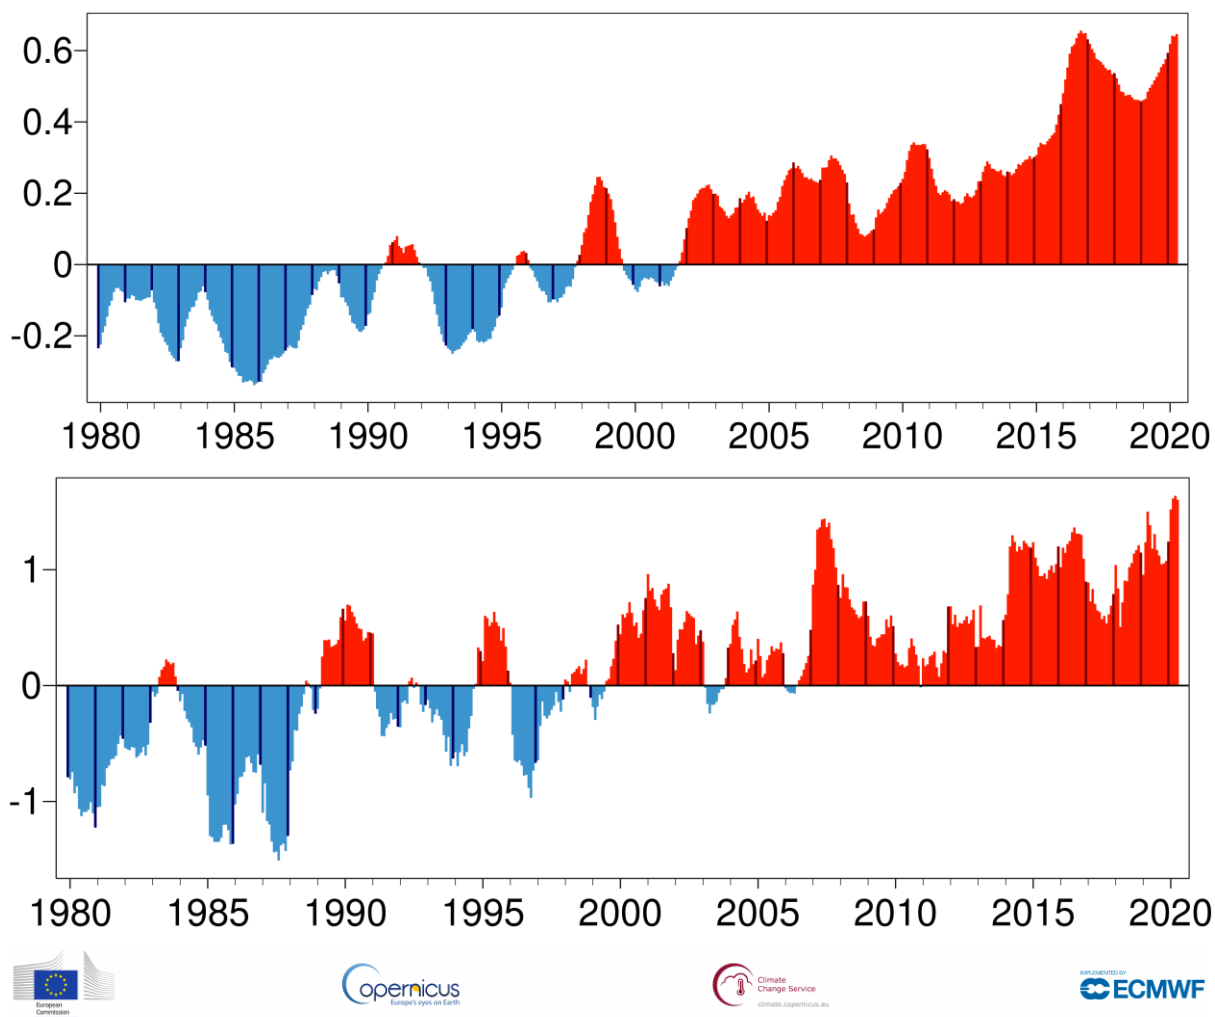 0.6
0.4
0.2
0
-0.2
1980 1985 1990 1995 2000 2005 2010 2015 2020
1
0
-1
1980 1985 1990 1995 2000 2005 2010 2015 2020
European
Commission
opernicus
Europe's eyes on Earth
Climate
Change Service
climate.copernicus.eu
IMPLEMENTED BY
ECMWF